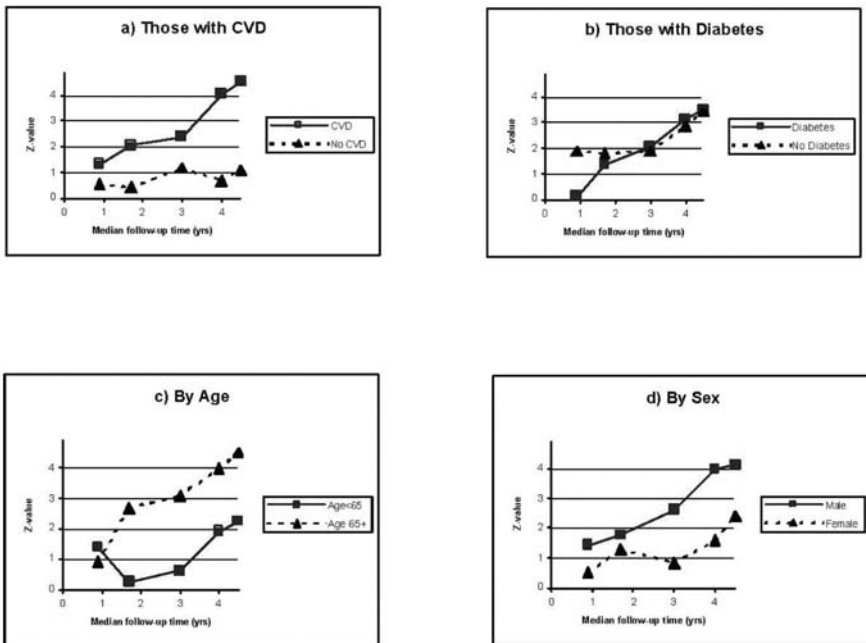 a) Those with CVD
Z-value
4
3
2
1
0
0 1 2 3 4
Median follow-up time (yrs)
CVD
No CVD
b) Those with Diabetes
Z-value
4
3
2
1
0
0 1 2 3 4
Median follow-up time (yrs)
Diabetes
No Diabetes
c) By Age
Z-value
4
3
2
1
0
0 1 2 3 4
Median follow-up time (yrs)
Age<65
Age 65+
d) By Sex
Z-value
4
3
2
1
0
0 1 2 3 4
Median follow-up time (yrs)
Male
Female